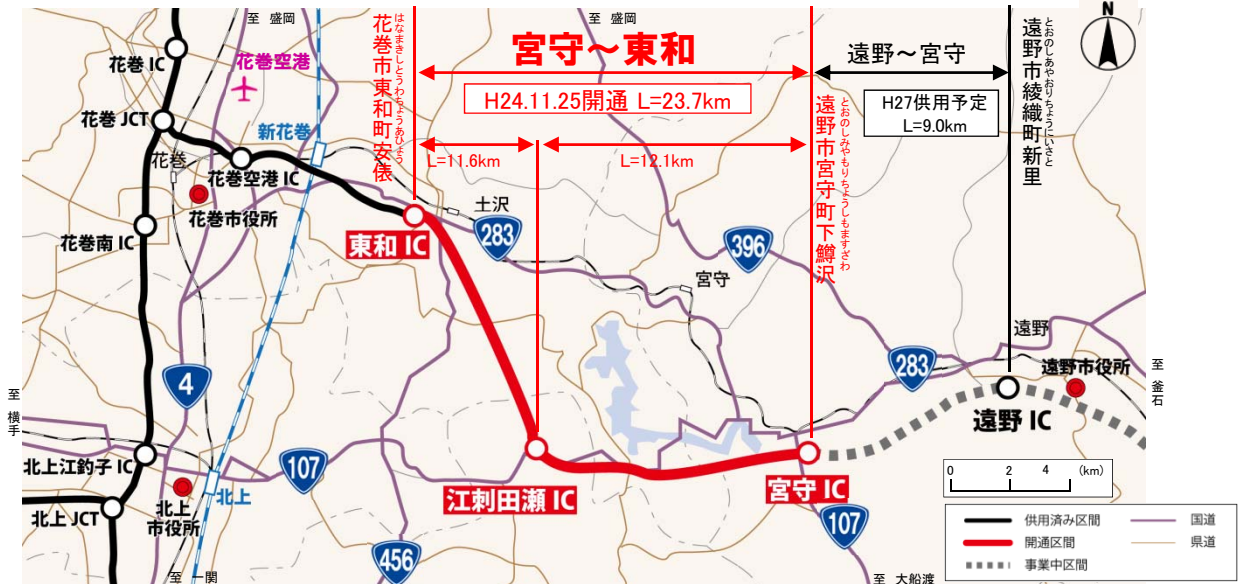 至 盛岡
至 盛岡
N
花巻 IC
花巻空港
花巻市東和町安俵
はなまきしとうわちょうあひょう
宮守~東和
遠野~宮守
遠野市綾織町新里
とおのしあやおりちょうにいさと
H24.11.25開通 L=23.7km
H27供用予定
L=9.0km
遠野市宮守町下鱒沢
とおのしみやもりちょうしもますざわ
花巻 JCT
新花巻
L=11.6km
L=12.1km
花巻
花巻空港 IC
花巻市役所
花巻南 IC
土沢
283
東和 IC
396
宮守
遠野
4
283
遠野市役所
至 釜石
至 横手
遠野 IC
北上江釣子 IC
107
北上
江刺田瀬 IC
宮守 IC
0 2 4 (km)
北上 JCT
北上
市役所
107
456
供用済み区間
国道
開通区間
県道
事業中区間
至 一関
至 大船渡